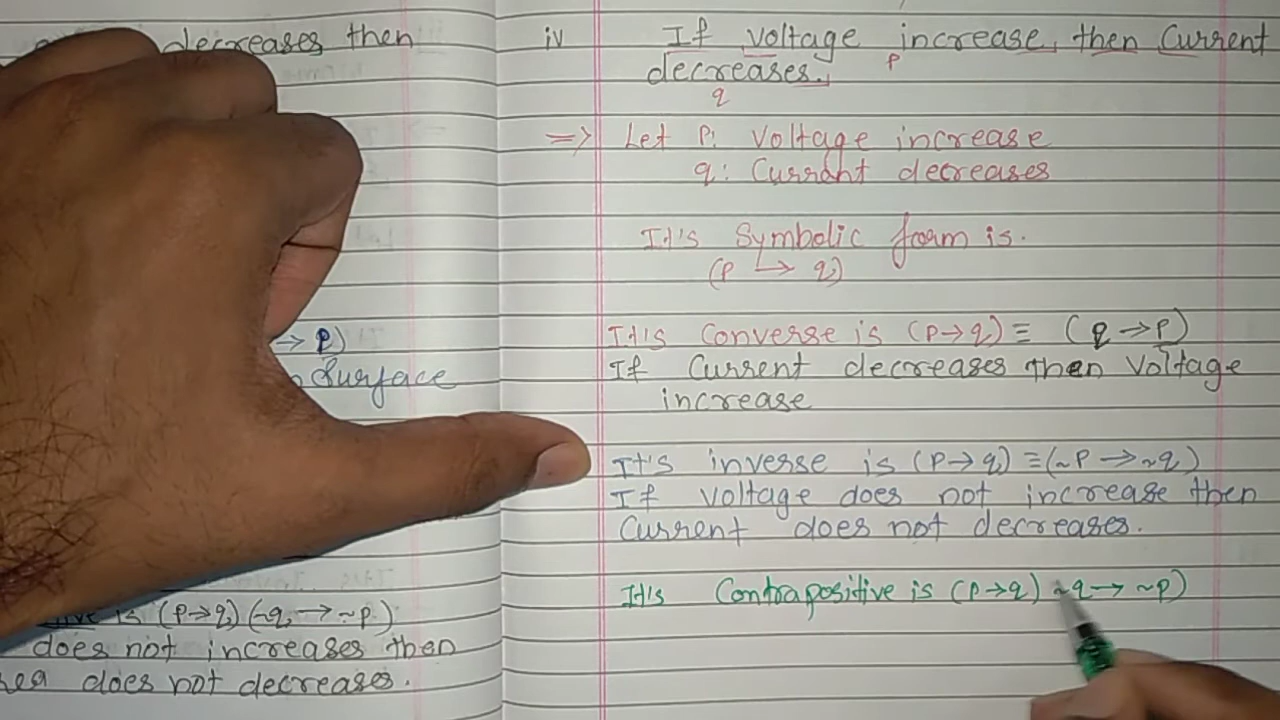 decreases then
→ p)
Surface
is (p→q) (~q → ~p)
does not increases then
does not decreases.
iv If voltage increase, then Current
decreases.
p
q
=> Let P: Voltage increase
q: Currant decreases
It's Symbolic foam is.
(p → q)
It's Converse is (p→q) ≡ (q →p)
If Current decreases then Voltage
increase
It's inverse is (P→q) ≡(~P →~q)
If voltage does not increase then
Current does not decreases.
It's Contrapositive is (p→q) ~q → ~p)